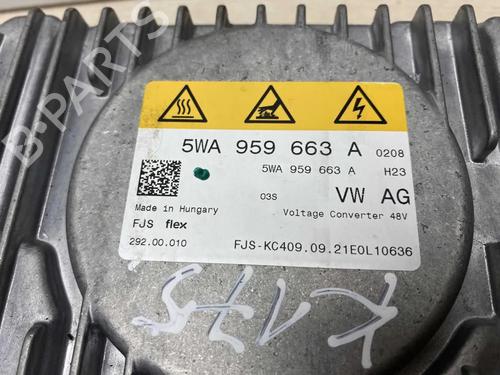 B-PARTS
5WA 959 663 A 0208
5WA 959 663 A H23
03S VW AG
Made in Hungary Voltage Converter 48V
FJS flex
292.00.010 FJS-KC409.09.21E0L10636
K175